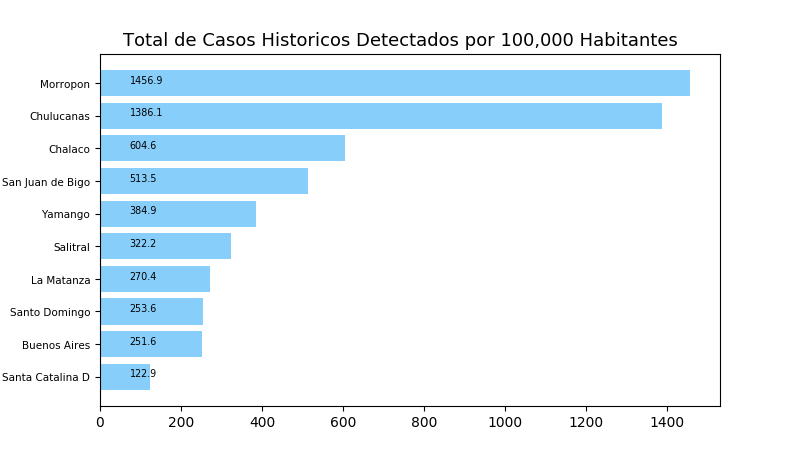 Total de Casos Historicos Detectados por 100,000 Habitantes
Morropon 1456.9
Chulucanas 1386.1
Chalaco 604.6
San Juan de Bigo 513.5
Yamango 384.9
Salitral 322.2
La Matanza 270.4
Santo Domingo 253.6
Buenos Aires 251.6
Santa Catalina D 122.9
0 200 400 600 800 1000 1200 1400